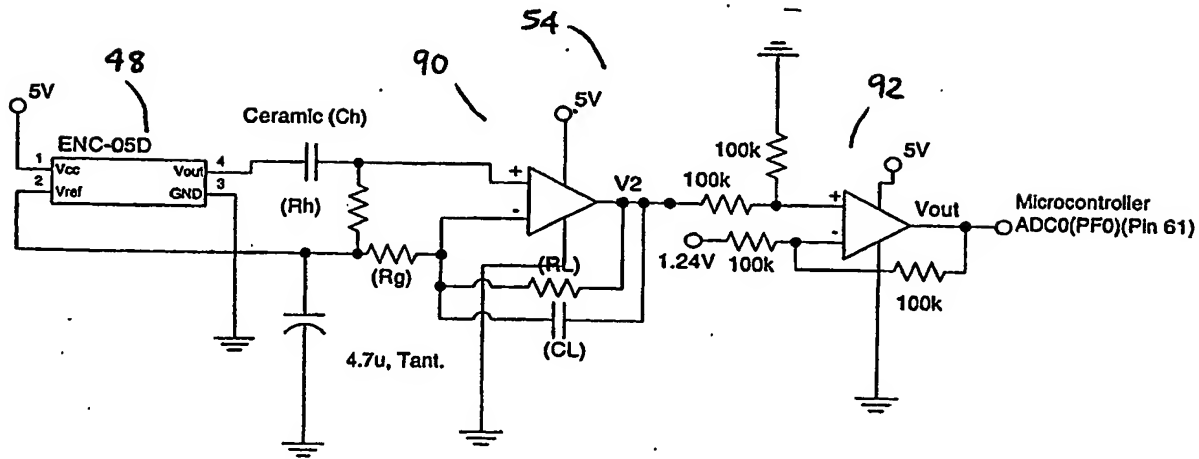 54
48
90
92
5V
5V
Ceramic (Ch)
ENC-05D
1
Vcc
Vout
4
2
Vref
GND
3
100k
5V
(Rh)
+
-
V2
100k
+
-
Vout
Microcontroller
ADC0(PF0)(Pin 61)
1.24V
100k
(Rg)
(RL)
100k
(CL)
4.7u, Tant.